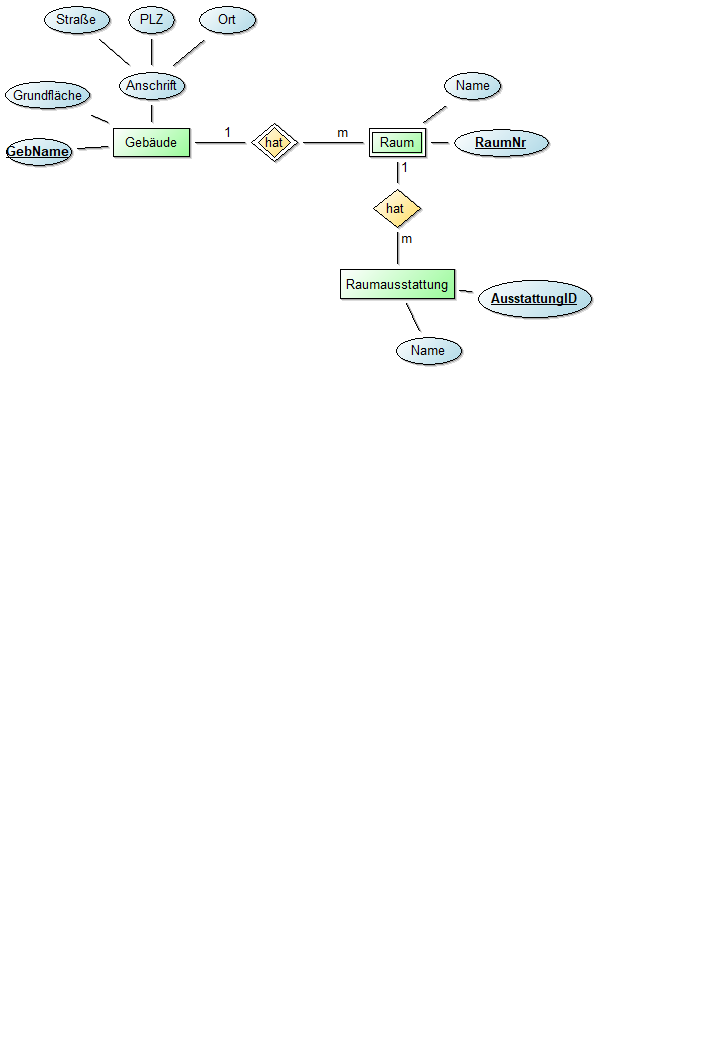 Straße
PLZ
Ort
Grundfläche
Anschrift
Name
GebName
Gebäude
1
hat
m
Raum
RaumNr
1
hat
m
Raumausstattung
AusstattungID
Name